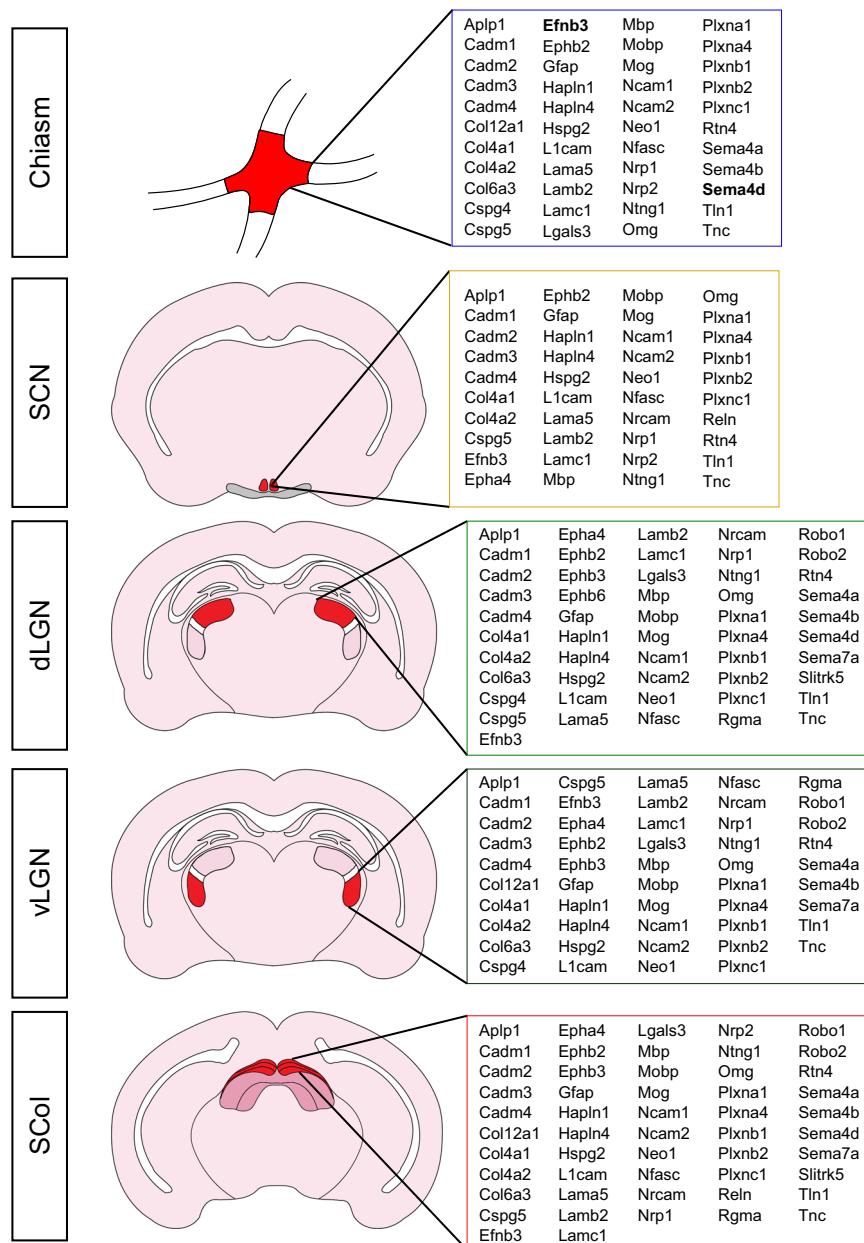 Chiasm
Aplp1 Efnb3 Mbp Plxna1
Cadm1 Ephb2 Mobp Plxna4
Cadm2 Gfap Mog Plxnb1
Cadm3 Hapln1 Ncam1 Plxnb2
Cadm4 Hapln4 Ncam2 Plxnc1
Col12a1 Hspg2 Neo1 Rtn4
Col4a1 L1cam Nfasc Sema4a
Col4a2 Lama5 Nrp1 Sema4b
Col6a3 Lamb2 Nrp2 Sema4d
Cspg4 Lamc1 Ntng1 Tln1
Cspg5 Lgals3 Omg Tnc
SCN
Aplp1 Ephb2 Mobp Omg
Cadm1 Gfap Mog Plxna1
Cadm2 Hapln1 Ncam1 Plxna4
Cadm3 Hapln4 Ncam2 Plxnb1
Cadm4 Hspg2 Neo1 Plxnb2
Col4a1 L1cam Nfasc Plxnc1
Col4a2 Lama5 Nrcam Reln
Cspg5 Lamb2 Nrp1 Rtn4
Efnb3 Lamc1 Nrp2 Tln1
Epha4 Mbp Ntng1 Tnc
dLGN
Aplp1 Epha4 Lamb2 Nrcam Robo1
Cadm1 Ephb2 Lamc1 Nrp1 Robo2
Cadm2 Ephb3 Lgals3 Ntng1 Rtn4
Cadm3 Ephb6 Mbp Omg Sema4a
Cadm4 Gfap Mobp Plxna1 Sema4b
Col4a1 Hapln1 Mog Plxna4 Sema4d
Col4a2 Hapln4 Ncam1 Plxnb1 Sema7a
Col6a3 Hspg2 Ncam2 Plxnb2 Slitrk5
Cspg4 L1cam Neo1 Plxnc1 Tln1
Cspg5 Lama5 Nfasc Rgma Tnc
Efnb3
vLGN
Aplp1 Cspg5 Lama5 Nfasc Rgma
Cadm1 Efnb3 Lamb2 Nrcam Robo1
Cadm2 Epha4 Lamc1 Nrp1 Robo2
Cadm3 Ephb2 Lgals3 Ntng1 Rtn4
Cadm4 Ephb3 Mbp Omg Sema4a
Col12a1 Gfap Mobp Plxna1 Sema4b
Col4a1 Hapln1 Mog Plxna4 Sema7a
Col4a2 Hapln4 Ncam1 Plxnb1 Tln1
Col6a3 Hspg2 Ncam2 Plxnb2 Tnc
Cspg4 L1cam Neo1 Plxnc1
SCol
Aplp1 Epha4 Lgals3 Nrp2 Robo1
Cadm1 Ephb2 Mbp Ntng1 Robo2
Cadm2 Ephb3 Mobp Omg Rtn4
Cadm3 Gfap Mog Plxna1 Sema4a
Cadm4 Hapln1 Ncam1 Plxna4 Sema4b
Col12a1 Hapln4 Ncam2 Plxnb1 Sema4d
Col4a1 Hspg2 Neo1 Plxnb2 Sema7a
Col4a2 L1cam Nfasc Plxnc1 Slitrk5
Col6a3 Lama5 Nrcam Reln Tln1
Cspg5 Lamb2 Nrp1 Rgma Tnc
Efnb3 Lamc1